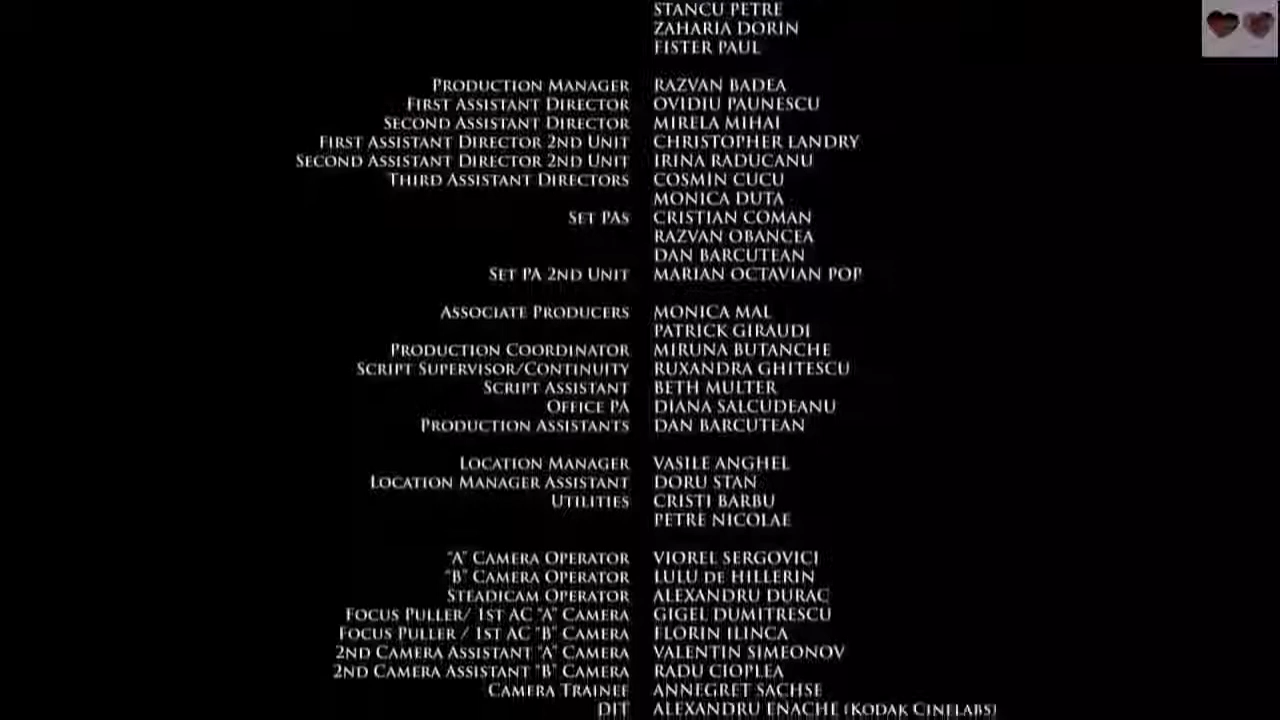 STANCU PETRE
ZAHARIA DORIN
FISTER PAUL
PRODUCTION MANAGER RAZVAN BADEA
FIRST ASSISTANT DIRECTOR OVIDIU PAUNESCU
SECOND ASSISTANT DIRECTOR MIRELA MIHAI
FIRST ASSISTANT DIRECTOR 2ND UNIT CHRISTOPHER LANDRY
SECOND ASSISTANT DIRECTOR 2ND UNIT IRINA RADUCANU
THIRD ASSISTANT DIRECTORS COSMIN CUCU
MONICA DUTA
SET PAS CRISTIAN COMAN
RAZVAN OBANCEA
DAN BARCUTEAN
SET PA 2ND UNIT MARIAN OCTAVIAN POP
ASSOCIATE PRODUCERS MONICA MAL
PATRICK GIRAUDI
PRODUCTION COORDINATOR MIRUNA BUTANCHE
SCRIPT SUPERVISOR/CONTINUITY RUXANDRA GHITESCU
SCRIPT ASSISTANT BETH MULTER
OFFICE PA DIANA SALCUDEANU
PRODUCTION ASSISTANTS DAN BARCUTEAN
LOCATION MANAGER VASILE ANGHEL
LOCATION MANAGER ASSISTANT DORU STAN
UTILITIES CRISTI BARBU
PETRE NICOLAE
"A" CAMERA OPERATOR VIOREL SERGOVICI
"B" CAMERA OPERATOR LULU DE HILLERIN
STEADICAM OPERATOR ALEXANDRU DURAC
FOCUS PULLER/ 1ST AC "A" CAMERA GIGEL DUMITRESCU
FOCUS PULLER / 1ST AC "B" CAMERA FLORIN ILINCA
2ND CAMERA ASSISTANT "A" CAMERA VALENTIN SIMEONOV
2ND CAMERA ASSISTANT "B" CAMERA RADU CIOPLEA
CAMERA TRAINEE ANNEGRET SACHSE
DIT ALEXANDRU ENACHE (KODAK CINELABS)